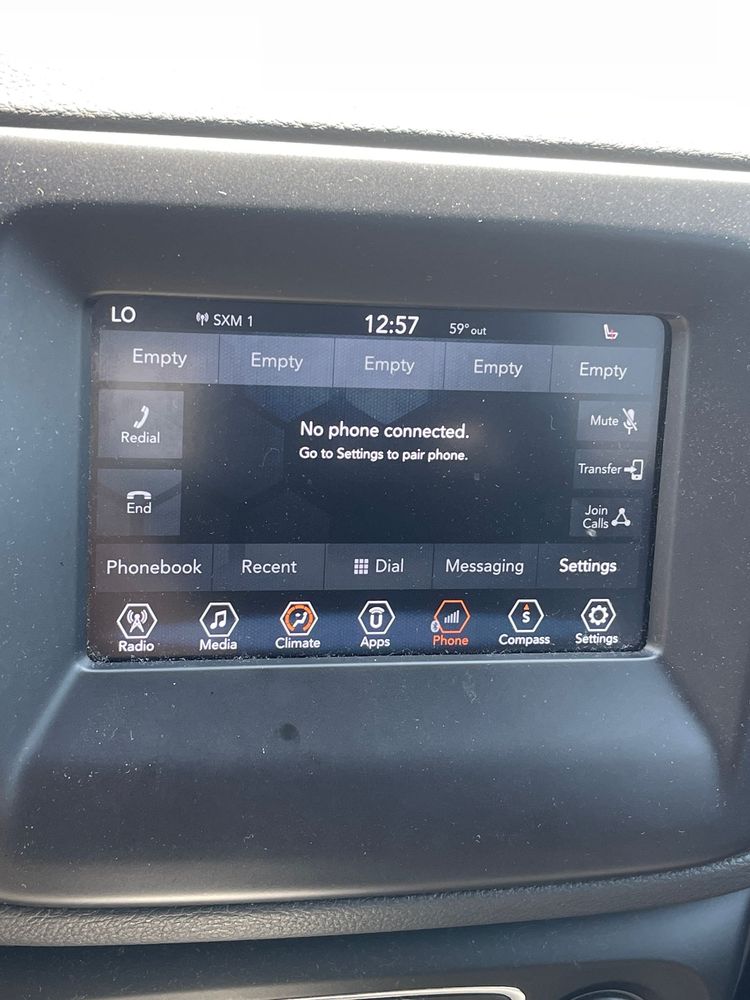 LO SXM 1 12:57 59° out
Empty Empty Empty Empty Empty
Redial
No phone connected.
Go to Settings to pair phone.
Mute
Transfer
End
Join
Calls
Phonebook Recent Dial Messaging Settings
U S
Radio Media Climate Apps Phone Compass Settings